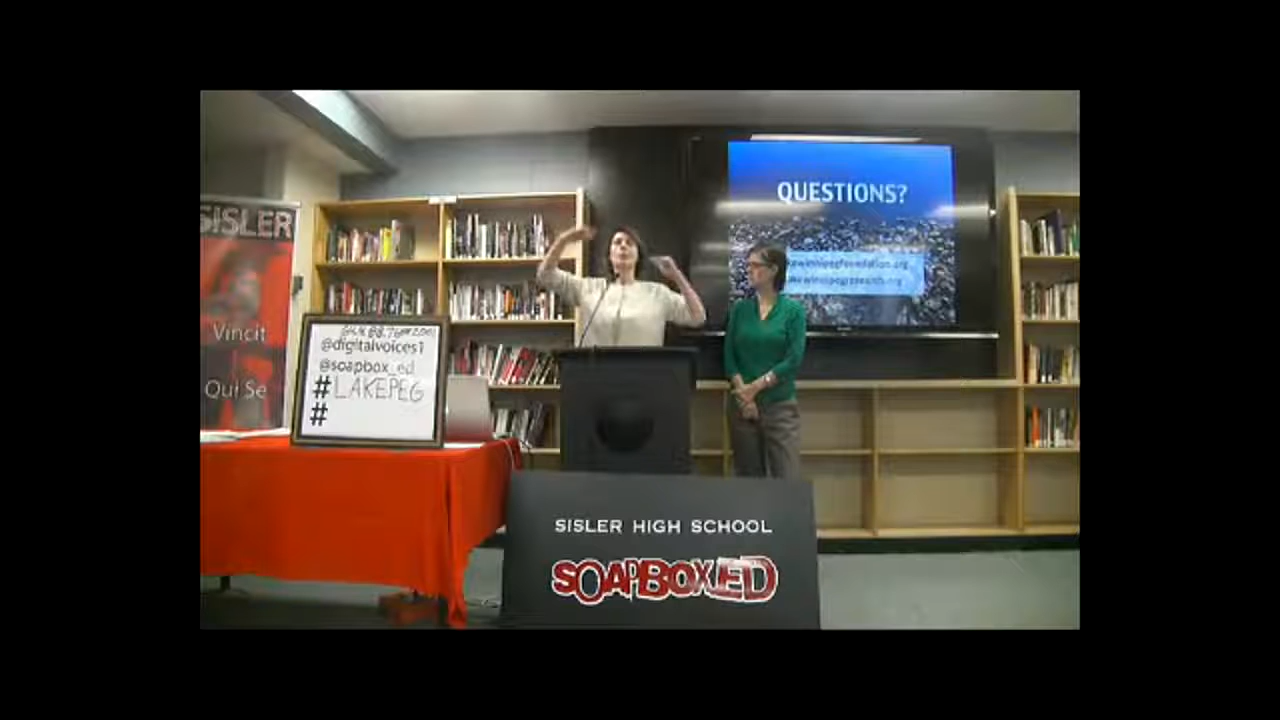 SISLER
Vincit
Qui Se
@digitalvoices1
@soapbox_ed
#LAKEPEG
#
QUESTIONS?
SISLER HIGH SCHOOL
SOAPBOXED